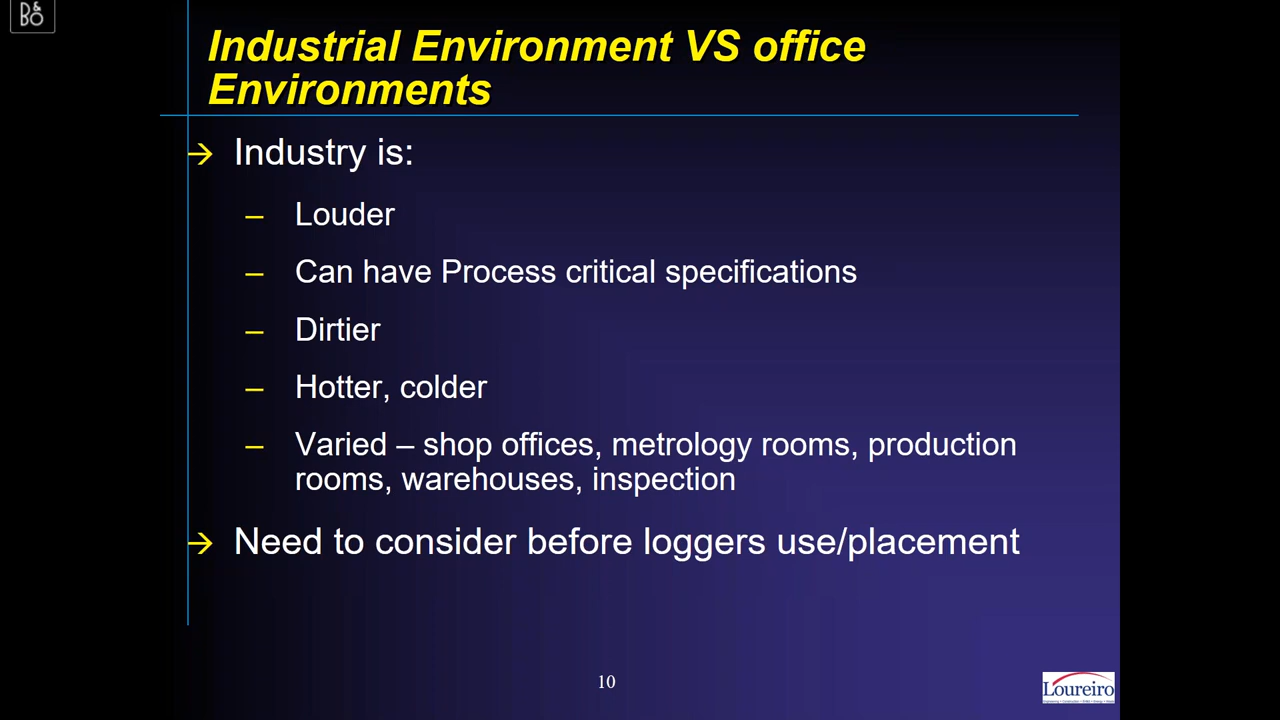 B&O
Industrial Environment VS office
Environments
→ Industry is:
– Louder
– Can have Process critical specifications
– Dirtier
– Hotter, colder
– Varied – shop offices, metrology rooms, production
rooms, warehouses, inspection
→ Need to consider before loggers use/placement
10
Loureiro